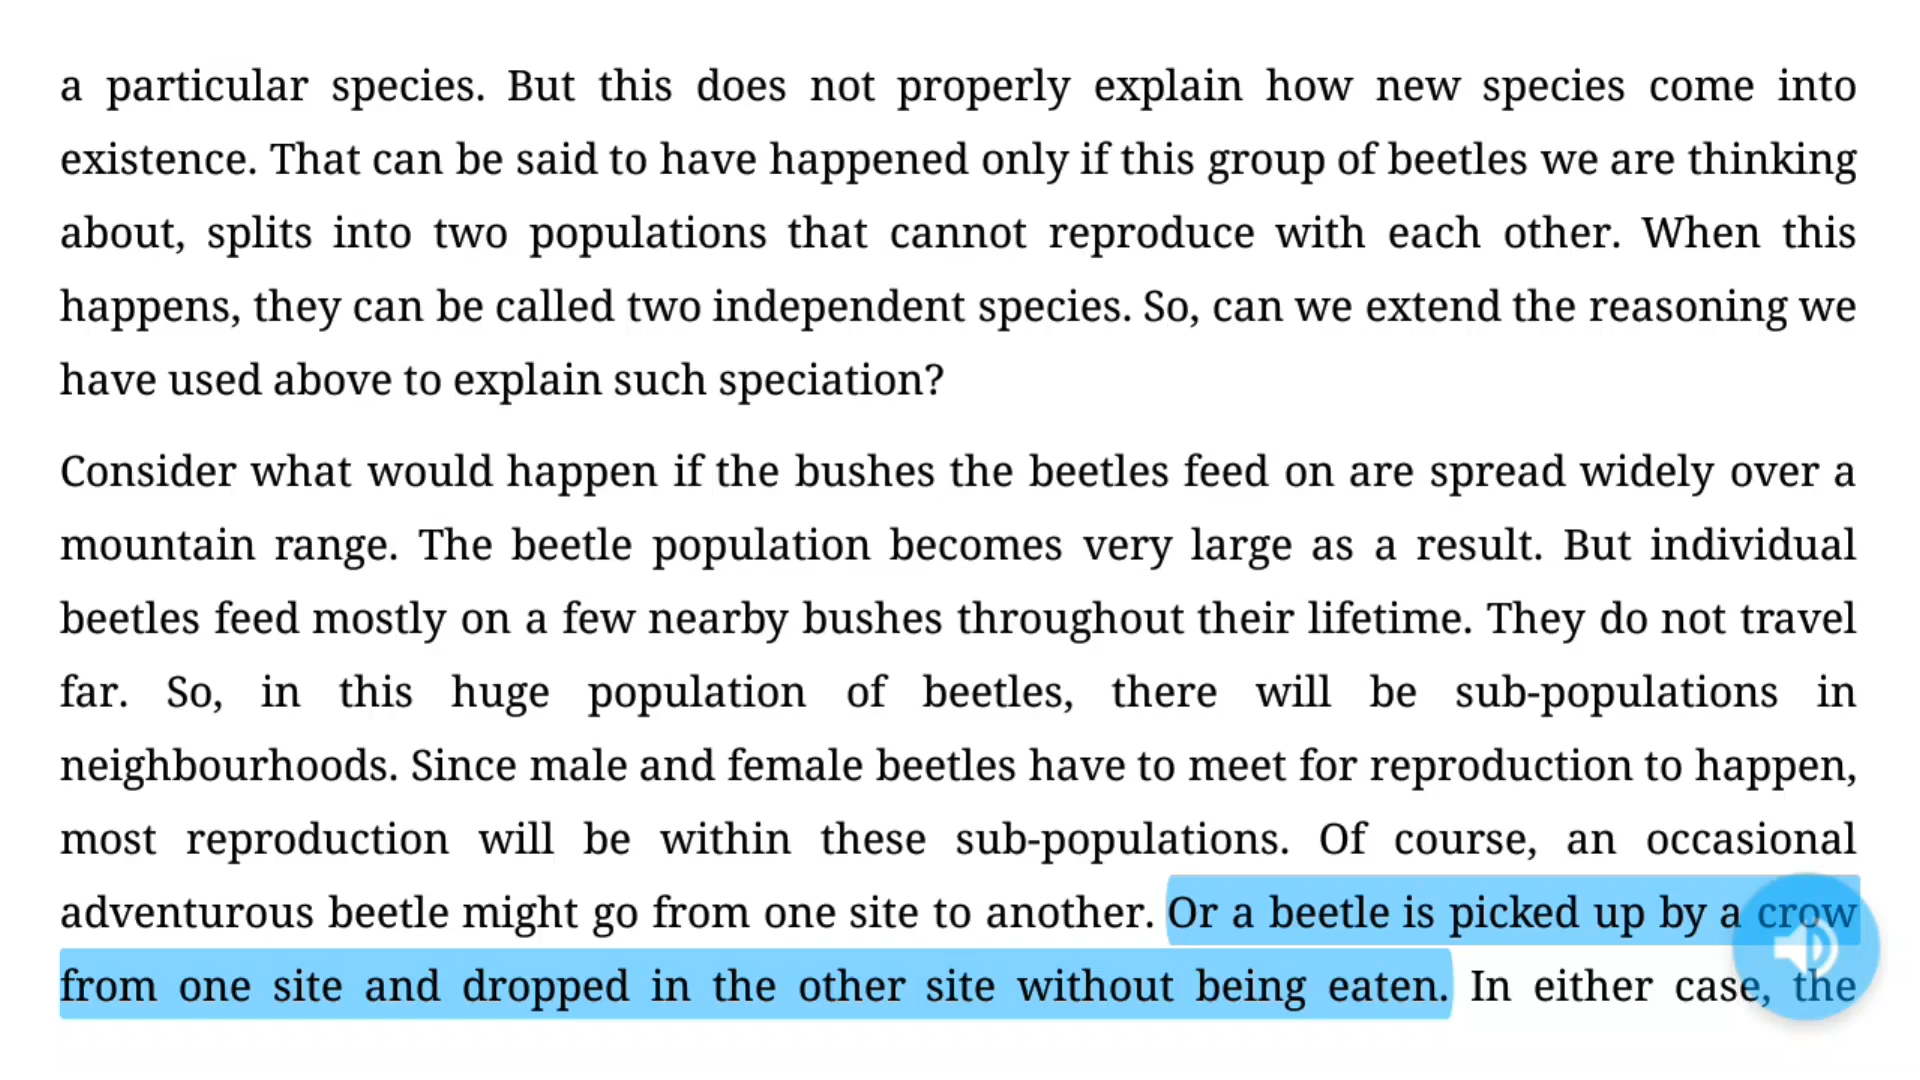 a particular species. But this does not properly explain how new species come into
existence. That can be said to have happened only if this group of beetles we are thinking
about, splits into two populations that cannot reproduce with each other. When this
happens, they can be called two independent species. So, can we extend the reasoning we
have used above to explain such speciation?
Consider what would happen if the bushes the beetles feed on are spread widely over a
mountain range. The beetle population becomes very large as a result. But individual
beetles feed mostly on a few nearby bushes throughout their lifetime. They do not travel
far. So, in this huge population of beetles, there will be sub-populations in
neighbourhoods. Since male and female beetles have to meet for reproduction to happen,
most reproduction will be within these sub-populations. Of course, an occasional
adventurous beetle might go from one site to another. Or a beetle is picked up by a crow
from one site and dropped in the other site without being eaten. In either case, the